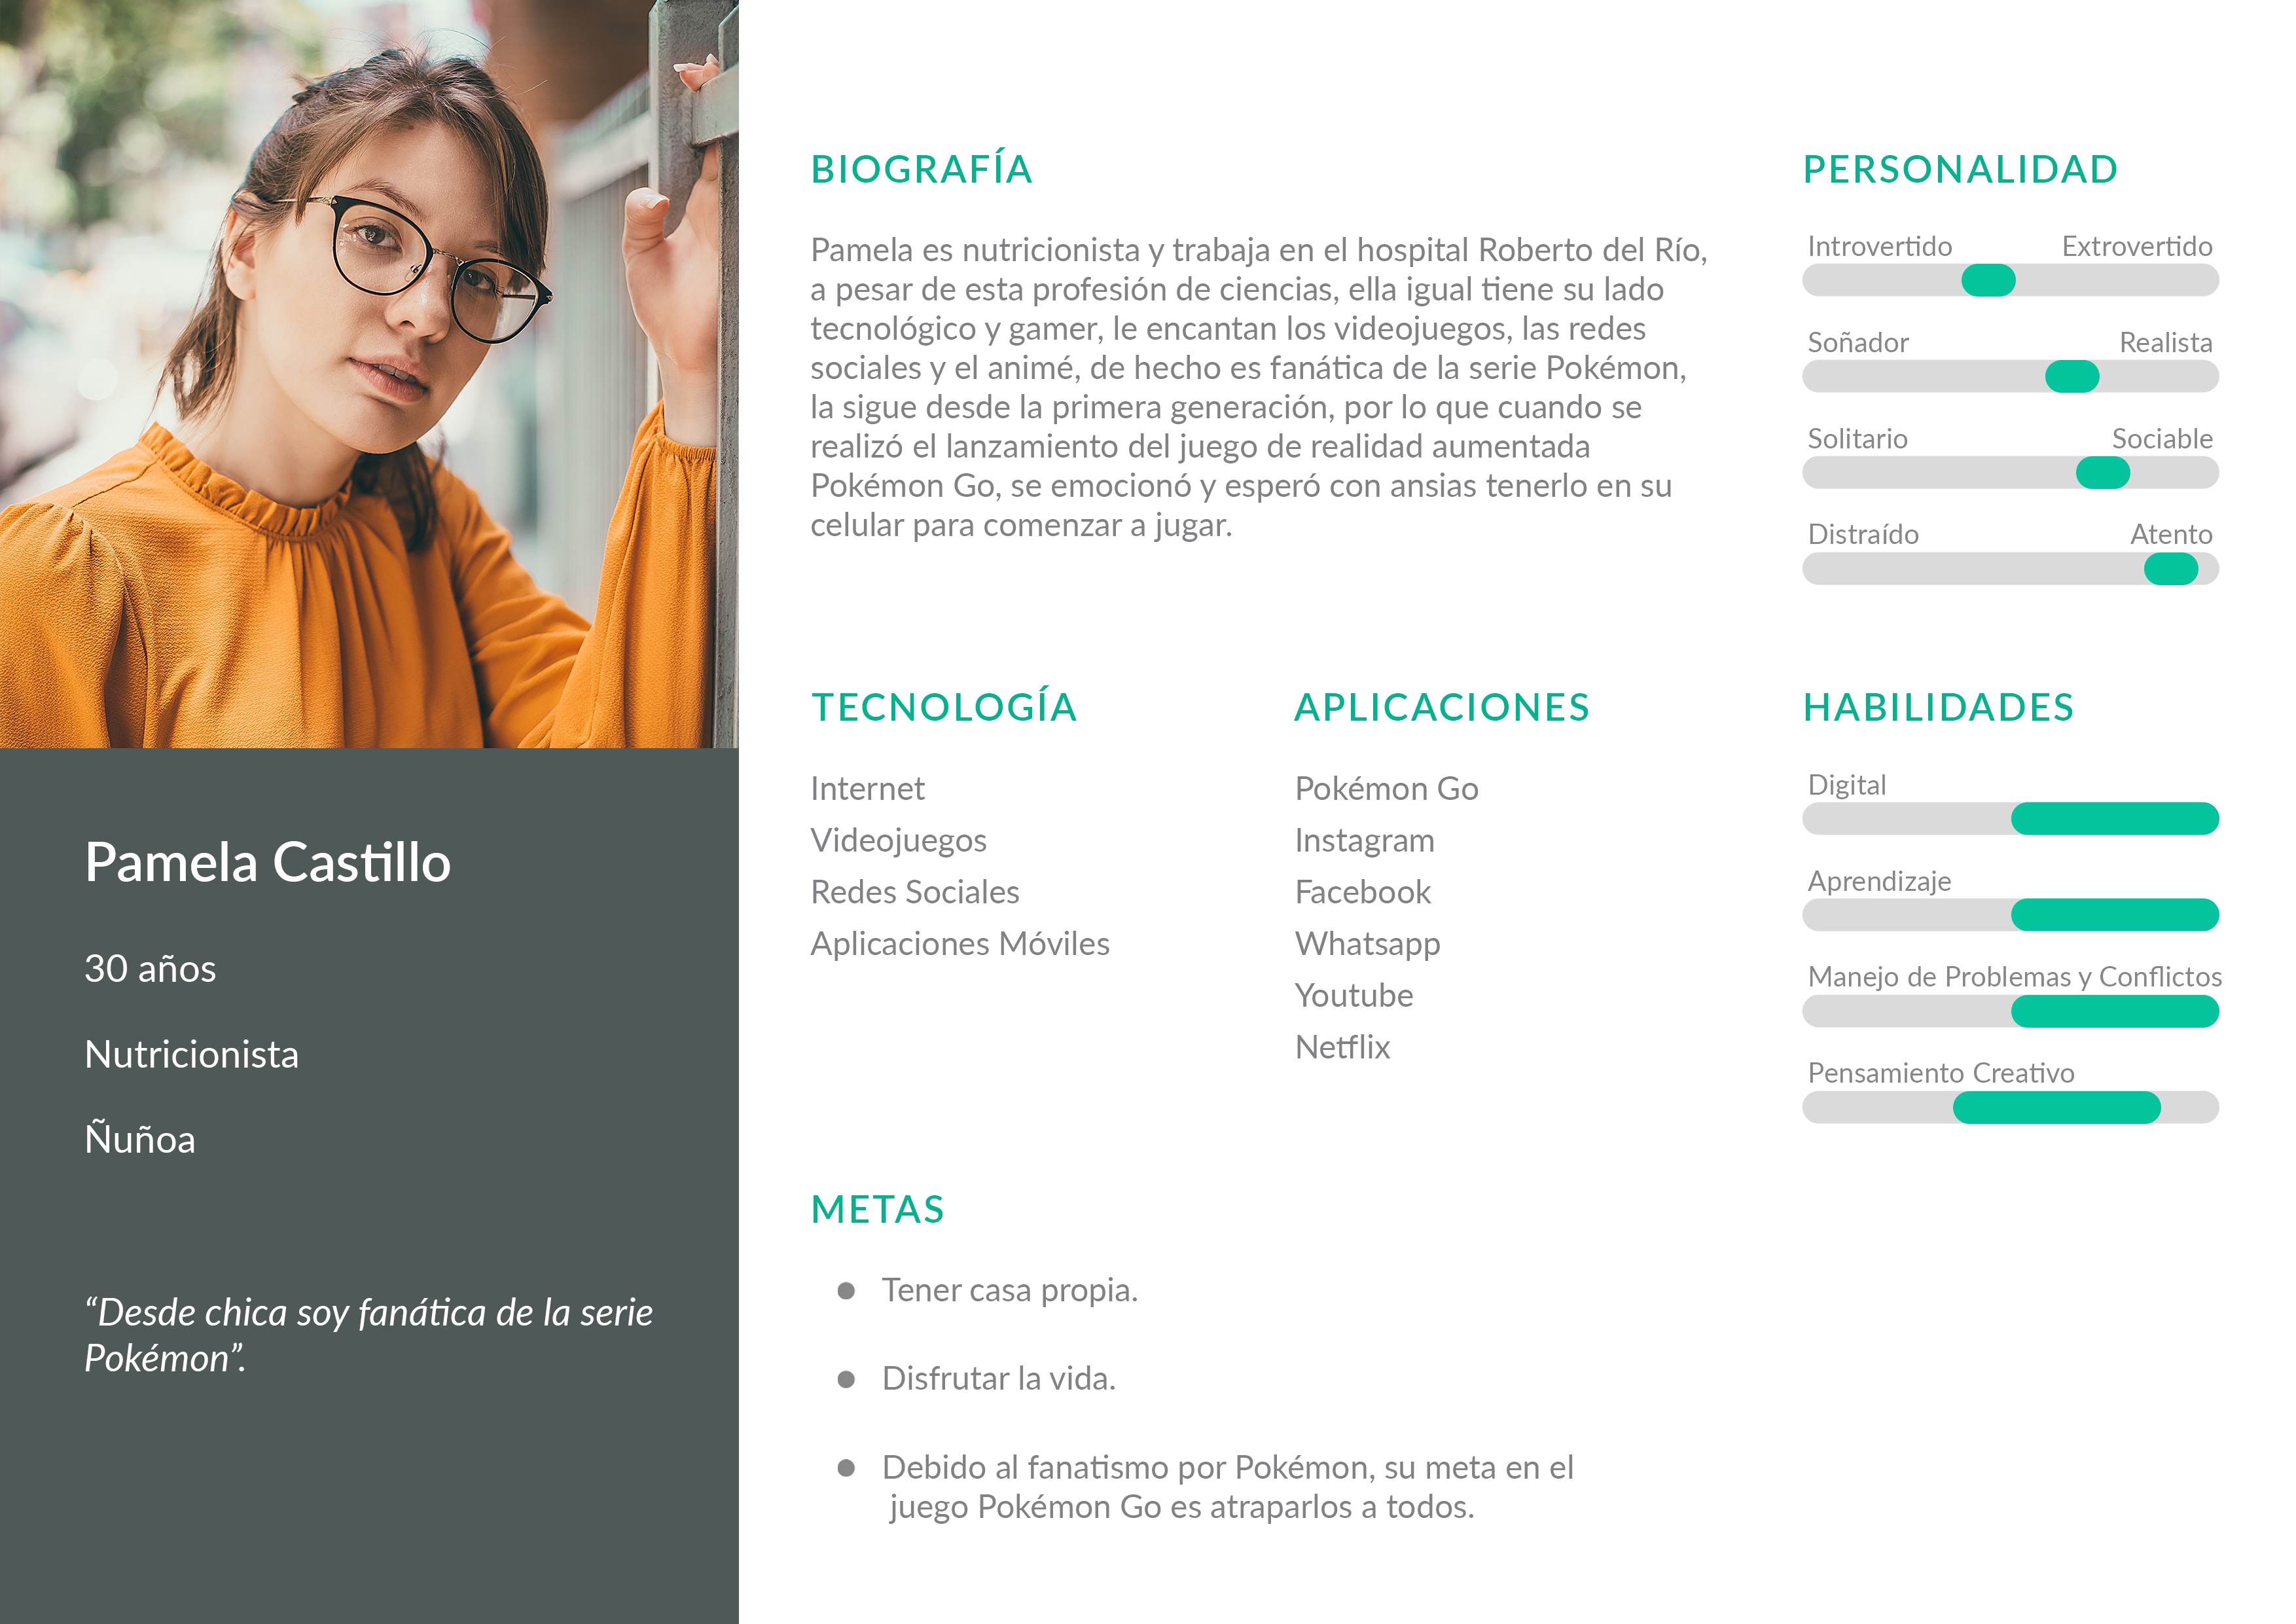 Pamela Castillo
30 años
Nutricionista
Ñuñoa
“Desde chica soy fanática de la serie
Pokémon”.
BIOGRAFÍA
Pamela es nutricionista y trabaja en el hospital Roberto del Río,
a pesar de esta profesión de ciencias, ella igual tiene su lado
tecnológico y gamer, le encantan los videojuegos, las redes
sociales y el animé, de hecho es fanática de la serie Pokémon,
la sigue desde la primera generación, por lo que cuando se
realizó el lanzamiento del juego de realidad aumentada
Pokémon Go, se emocionó y esperó con ansias tenerlo en su
celular para comenzar a jugar.
PERSONALIDAD
Introvertido Extrovertido
Soñador Realista
Solitario Sociable
Distraído Atento
TECNOLOGÍA
Internet
Videojuegos
Redes Sociales
Aplicaciones Móviles
APLICACIONES
Pokémon Go
Instagram
Facebook
Whatsapp
Youtube
Netflix
HABILIDADES
Digital
Aprendizaje
Manejo de Problemas y Conflictos
Pensamiento Creativo
METAS
● Tener casa propia.
● Disfrutar la vida.
● Debido al fanatismo por Pokémon, su meta en el
juego Pokémon Go es atraparlos a todos.